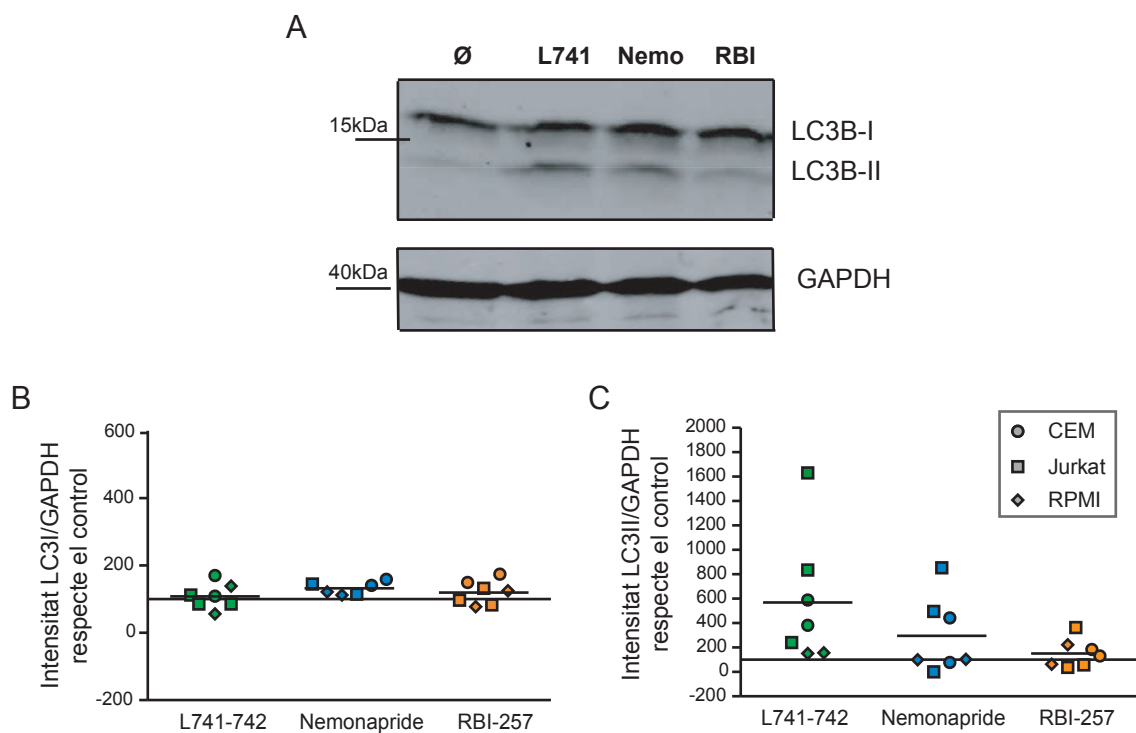 A
Ø L741 Nemo RBI
15kDa
LC3B-I
LC3B-II
40kDa
GAPDH
B
Intensitat LC3I/GAPDH
respecte el control
600
400
200
0
-200
L741-742 Nemonapride RBI-257
C
Intensitat LC3II/GAPDH
respecte el control
2000
1800
1600
1400
1200
1000
800
600
400
200
0
-200
L741-742 Nemonapride RBI-257
CEM
Jurkat
RPMI